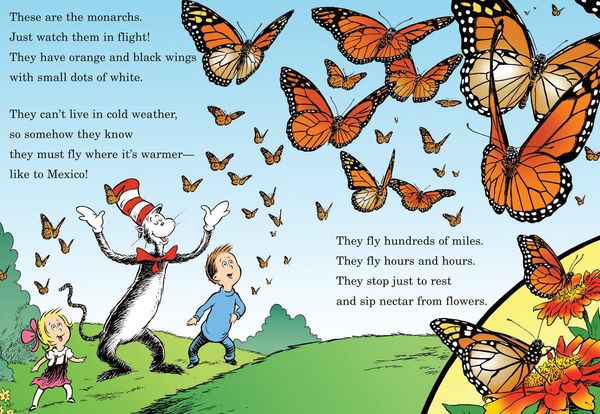 These are the monarchs.
Just watch them in flight!
They have orange and black wings
with small dots of white.
They can't live in cold weather,
so somehow they know
they must fly where it's warmer—
like to Mexico!
They fly hundreds of miles.
They fly hours and hours.
They stop just to rest
and sip nectar from flowers.